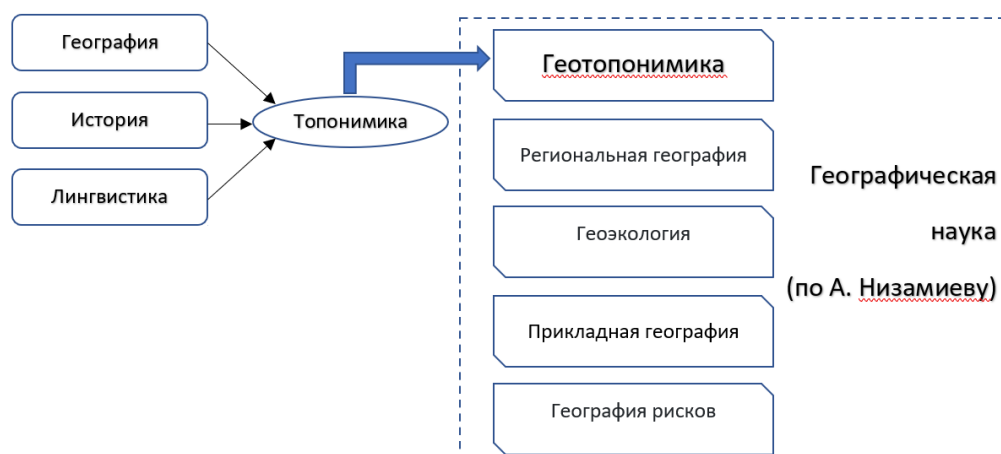 География
История
Лингвистика
Топонимика
Геотопонимика
Региональная география
Геоэкология
Прикладная география
География рисков
Географическая
наука
(по А. Низамиеву)